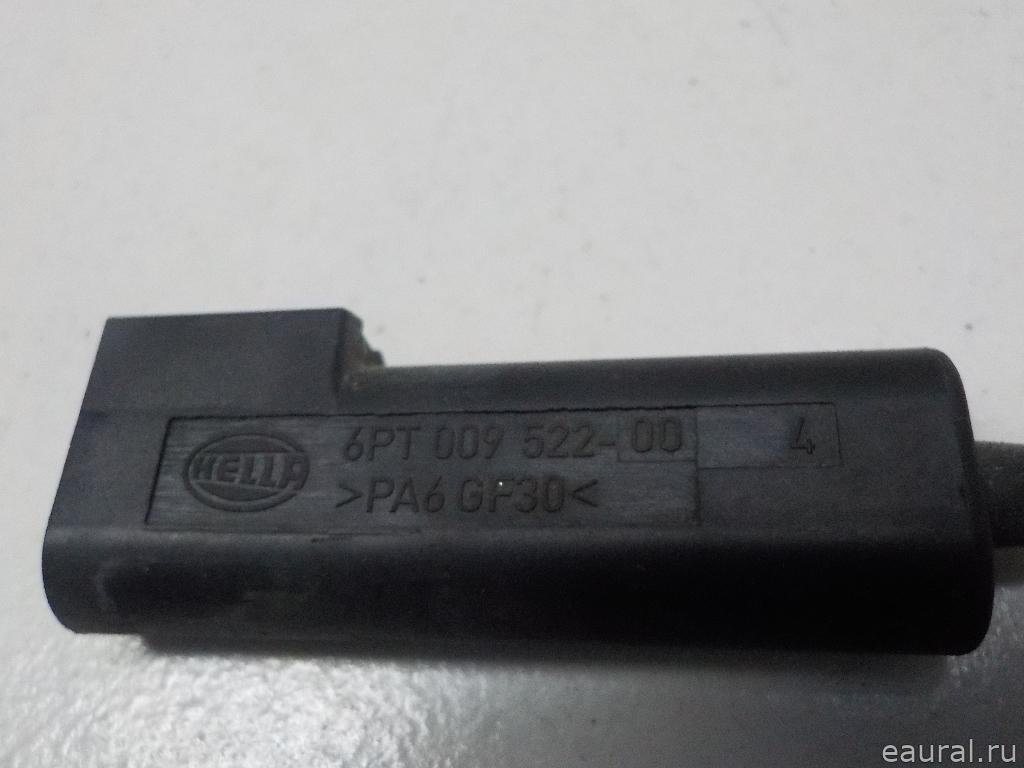 HELLA
6PT 009 522-00 4
>PA6 GF30<
eaural.ru